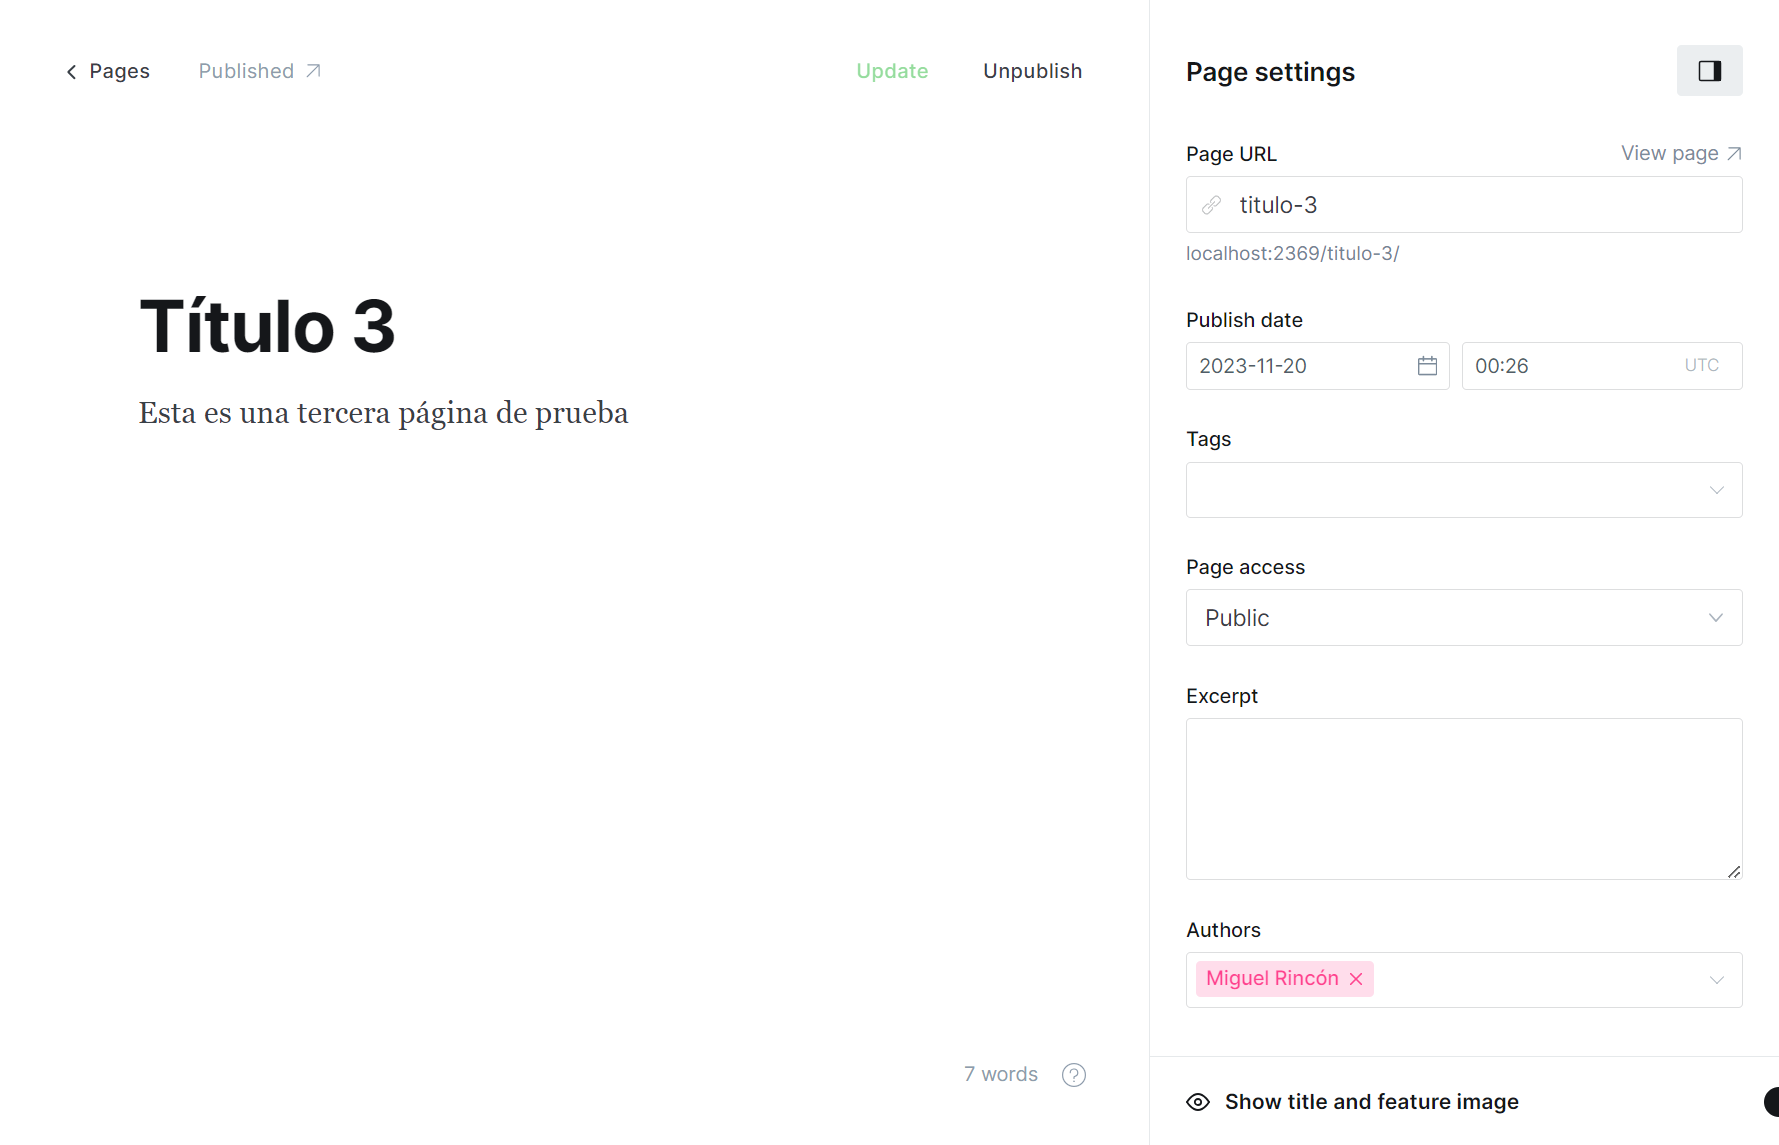 Pages
Published
Update
Unpublish
Título 3
Esta es una tercera página de prueba
7 words
Page settings
Page URL
View page
titulo-3
localhost:2369/titulo-3/
Publish date
2023-11-20
00:26
UTC
Tags
Page access
Public
Excerpt
Authors
Miguel Rincón
Show title and feature image